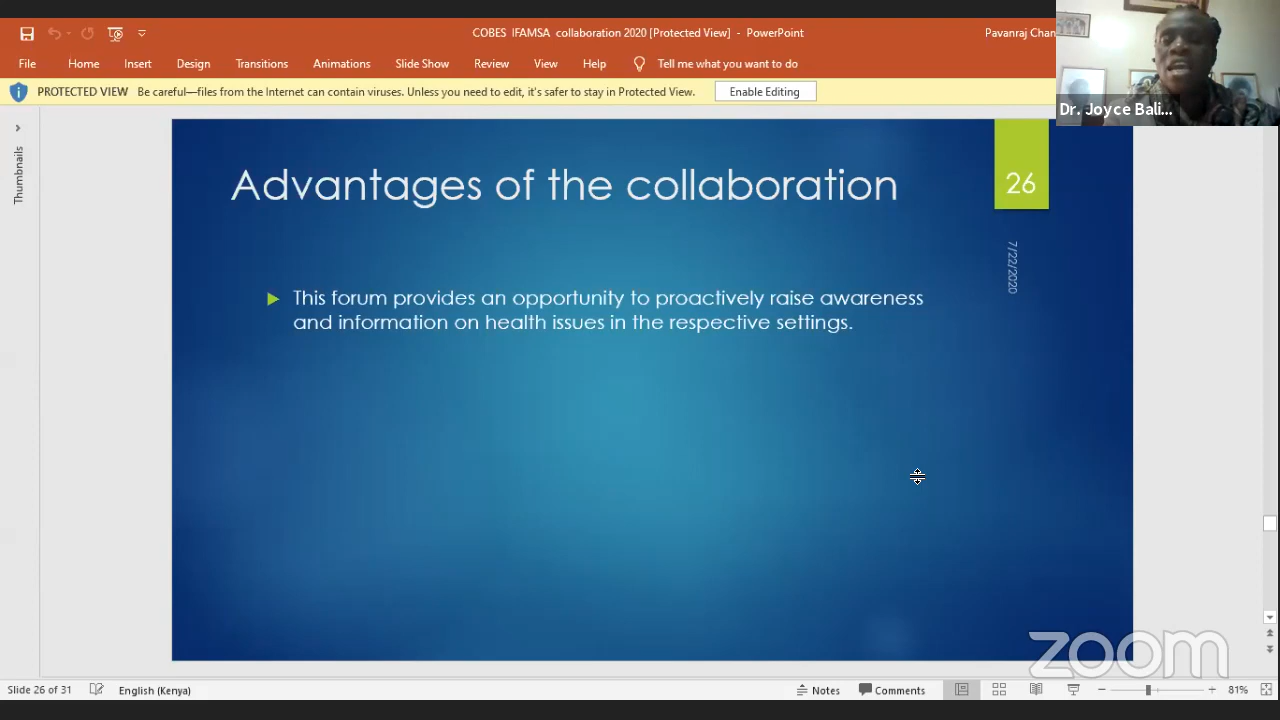 COBES IFAMSA collaboration 2020 [Protected View] - PowerPoint
Pavanraj Chan
File Home Insert Design Transitions Animations Slide Show Review View Help Tell me what you want to do
PROTECTED VIEW Be careful—files from the Internet can contain viruses. Unless you need to edit, it's safer to stay in Protected View. Enable Editing
Dr. Joyce Bali...
Thumbnails
Advantages of the collaboration
26
7/22/2020
This forum provides an opportunity to proactively raise awareness
and information on health issues in the respective settings.
zoom
Slide 26 of 31 English (Kenya) Notes Comments 81%